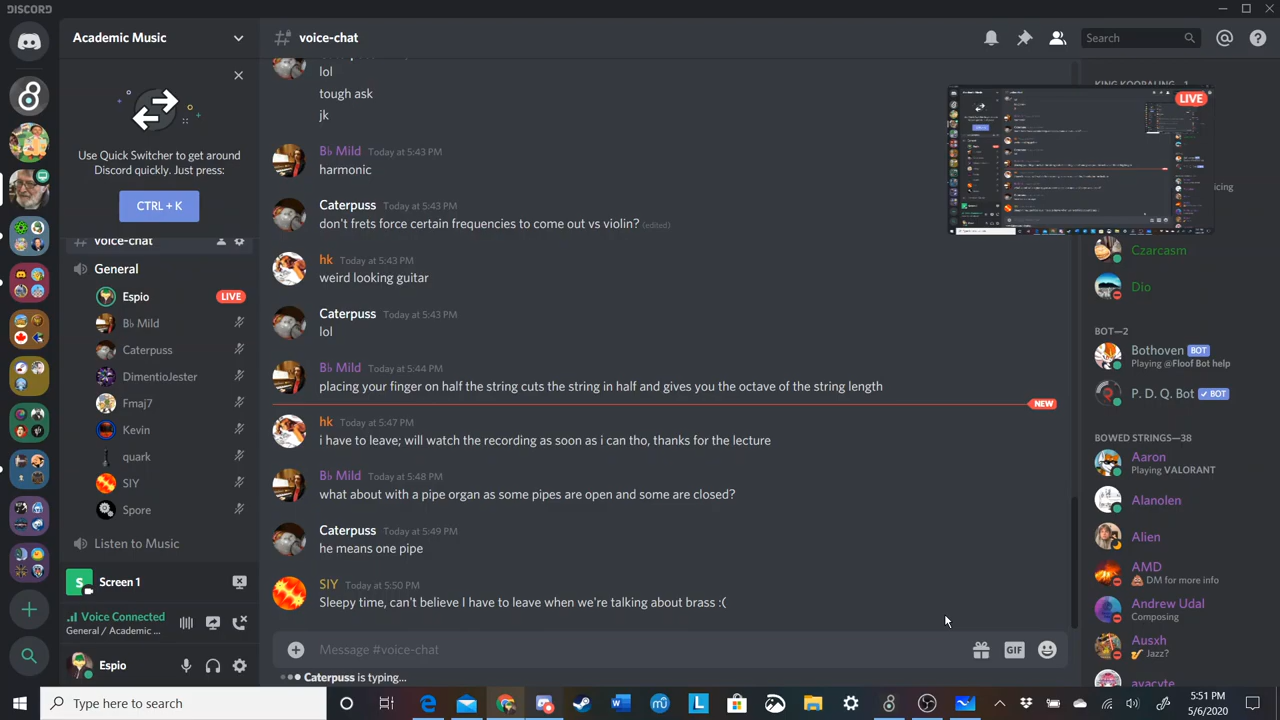 DISCORD
Academic Music
voice-chat
Search
Use Quick Switcher to get around
Discord quickly. Just press:
CTRL + K
voice-chat
General
Espio
LIVE
B♭ Mild
Caterpuss
DimentioJester
Fmaj7
Kevin
quark
SIY
Spore
Listen to Music
Screen 1
Voice Connected
General / Academic ...
Espio
lol
tough ask
jk
B♭ Mild Today at 5:43 PM
harmonic
Caterpuss Today at 5:43 PM
don't frets force certain frequencies to come out vs violin? (edited)
hk Today at 5:43 PM
weird looking guitar
Caterpuss Today at 5:43 PM
lol
B♭ Mild Today at 5:44 PM
placing your finger on half the string cuts the string in half and gives you the octave of the string length
NEW
hk Today at 5:47 PM
i have to leave; will watch the recording as soon as i can tho, thanks for the lecture
B♭ Mild Today at 5:48 PM
what about with a pipe organ as some pipes are open and some are closed?
Caterpuss Today at 5:49 PM
he means one pipe
SIY Today at 5:50 PM
Sleepy time, can't believe I have to leave when we're talking about brass :(
Message #voice-chat
GIF
Caterpuss is typing...
LIVE
Czarcasm
Dio
BOT—2
Bothoven BOT
Playing @Floof Bot help
P. D. Q. Bot BOT
BOWED STRINGS—38
Aaron
Playing VALORANT
Alanolen
Alien
AMD
DM for more info
Andrew Udal
Composing
Ausxh
Jazz?
Type here to search
5:51 PM
5/6/2020